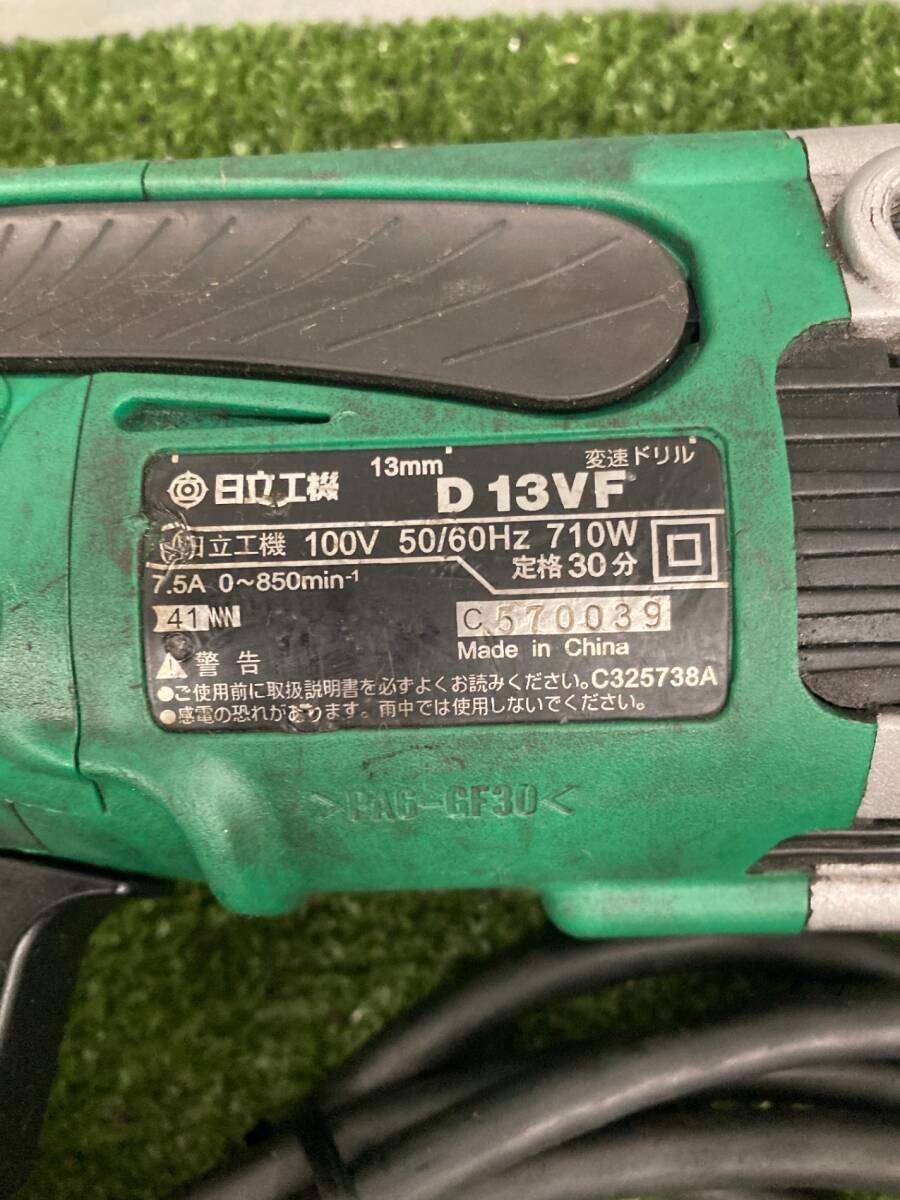 13mm 変速ドリル
日立工機 D 13VF
日立工機 100V 50/60Hz 710W
7.5A 0～850min-1 定格 30分
41 C 570039
Made in China
警告
●ご使用前に取扱説明書を必ずよくお読みください。C325738A
●感電の恐れがあります。雨中では使用しないでください。
>PA6-GF30<